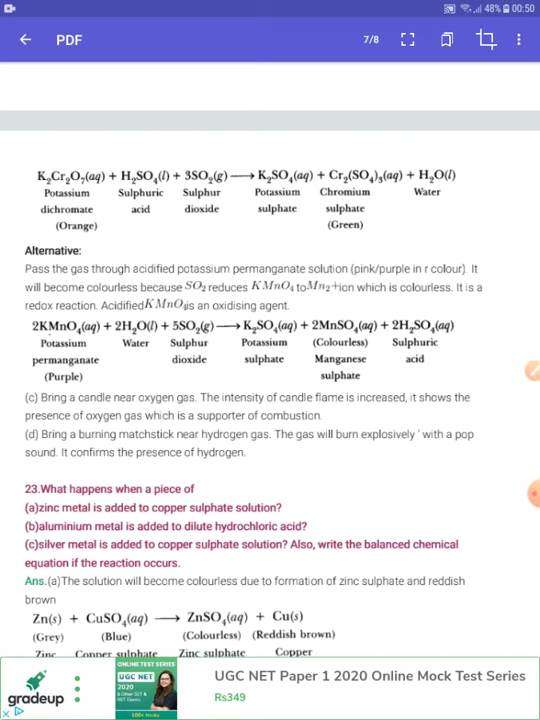 48% 00:50
PDF
7/8
K₂Cr₂O₇(aq) + H₂SO₄(l) + 3SO₂(g) ⟶ K₂SO₄(aq) + Cr₂(SO₄)₃(aq) + H₂O(l)
Potassium Sulphuric Sulphur Potassium Chromium Water
dichromate acid dioxide sulphate sulphate
(Orange) (Green)
Alternative:
Pass the gas through acidified potassium permanganate solution (pink/purple in r colour). It
will become colourless because SO₂ reduces KMnO₄ to Mn₂+ion which is colourless. It is a
redox reaction. Acidified KMnO₄is an oxidising agent.
2KMnO₄(aq) + 2H₂O(l) + 5SO₂(g) ⟶ K₂SO₄(aq) + 2MnSO₄(aq) + 2H₂SO₄(aq)
Potassium Water Sulphur Potassium (Colourless) Sulphuric
permanganate dioxide sulphate Manganese acid
(Purple) sulphate
(c) Bring a candle near oxygen gas. The intensity of candle flame is increased, it shows the
presence of oxygen gas which is a supporter of combustion.
(d) Bring a burning matchstick near hydrogen gas. The gas will burn explosively ' with a pop
sound. It confirms the presence of hydrogen.
23.What happens when a piece of
(a)zinc metal is added to copper sulphate solution?
(b)aluminium metal is added to dilute hydrochloric acid?
(c)silver metal is added to copper sulphate solution? Also, write the balanced chemical
equation if the reaction occurs.
Ans.(a)The solution will become colourless due to formation of zinc sulphate and reddish
brown
Zn(s) + CuSO₄(aq) ⟶ ZnSO₄(aq) + Cu(s)
(Grey) (Blue) (Colourless) (Reddish brown)
Zinc Copper sulphate Zinc sulphate Copper
gradeup
ONLINE TEST SERIES
UGC NET
2020
100+ Mocks
UGC NET Paper 1 2020 Online Mock Test Series
Rs349